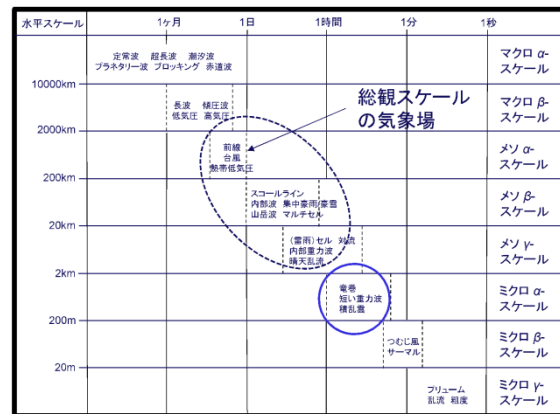 水平スケール 1ヶ月 1日 1時間 1分 1秒
定常波 超長波 潮汐波
プラネタリー波 ブロッキング 赤道波
マクロ α-
スケール
10000km
長波 傾圧波
低気圧 高気圧
総観スケール
の気象場
マクロ β-
スケール
2000km
前線
台風
熱帯低気圧
メソ α-
スケール
200km
スコールライン
内部波 集中豪雨/豪雪
山岳波 マルチセル
メソ β-
スケール
20km
(雷雨)セル 対流
内部重力波
晴天乱流
メソ γ-
スケール
2km
竜巻
短い重力波
積乱雲
ミクロ α-
スケール
200m
つむじ風
サーマル
ミクロ β-
スケール
20m
プリューム
乱流 粗度
ミクロ γ-
スケール